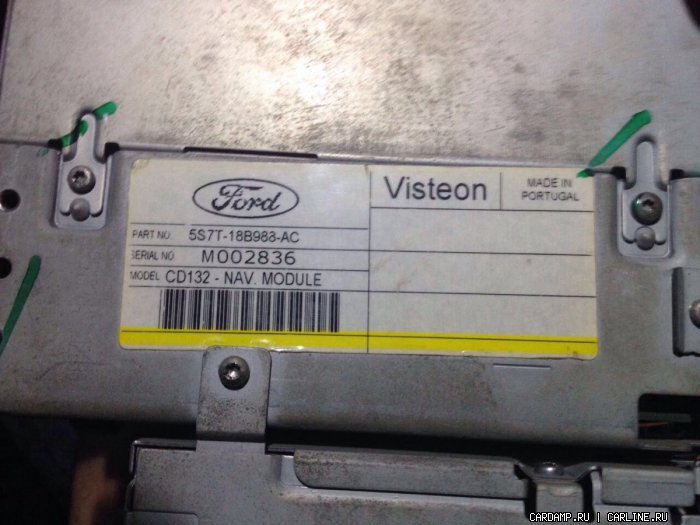 Ford
Visteon
MADE IN
PORTUGAL
PART NO. 5S7T-18B988-AC
SERIAL NO M002836
MODEL CD132 - NAV. MODULE
CARDAMP.RU | CARLINE.RU